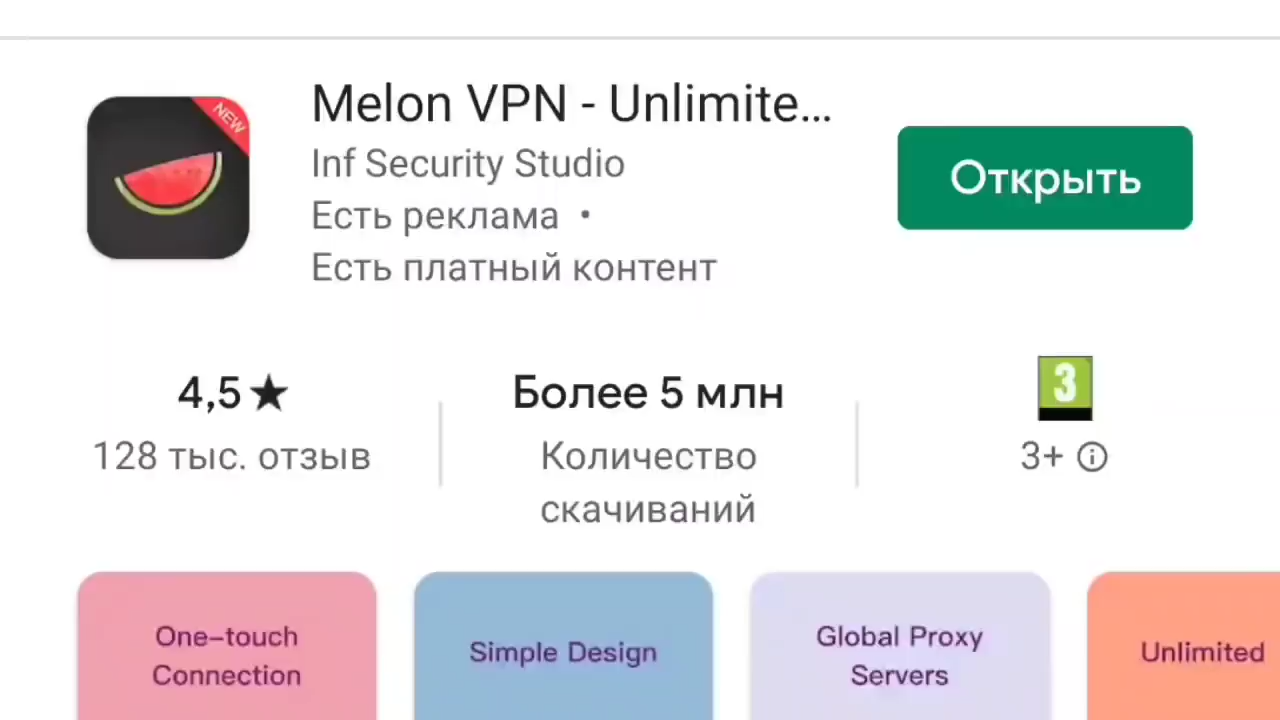 NEW
Melon VPN - Unlimite...
Inf Security Studio
Есть реклама •
Есть платный контент
Открыть
4,5★
128 тыс. отзыв
Более 5 млн
Количество
скачиваний
3
3+
One-touch
Connection
Simple Design
Global Proxy
Servers
Unlimited